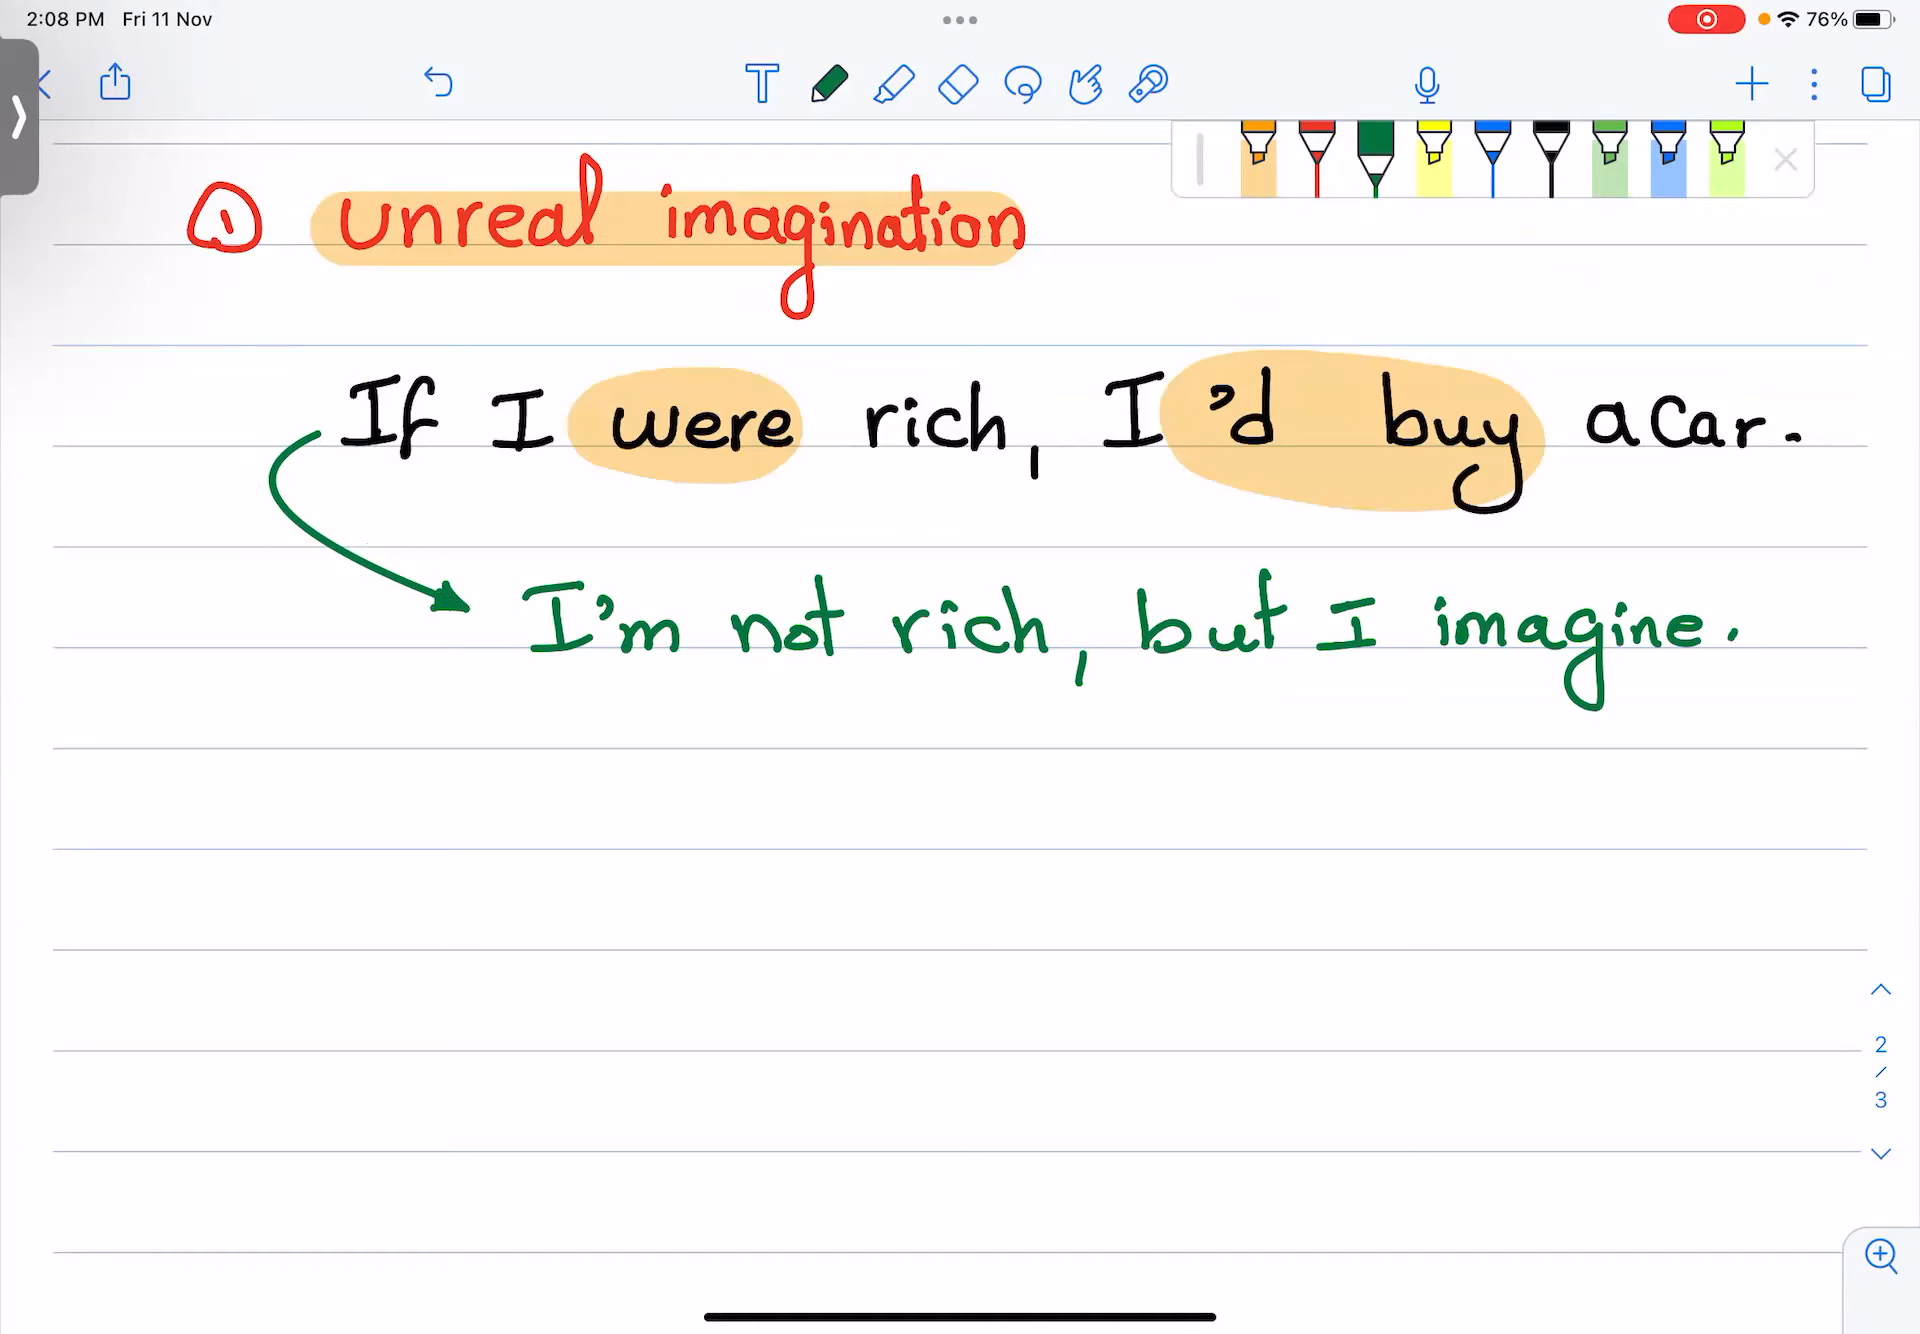 2:08 PM Fri 11 Nov 76%
① unreal imagination
If I were rich, I'd buy a car.
I'm not rich, but I imagine.
2
/
3